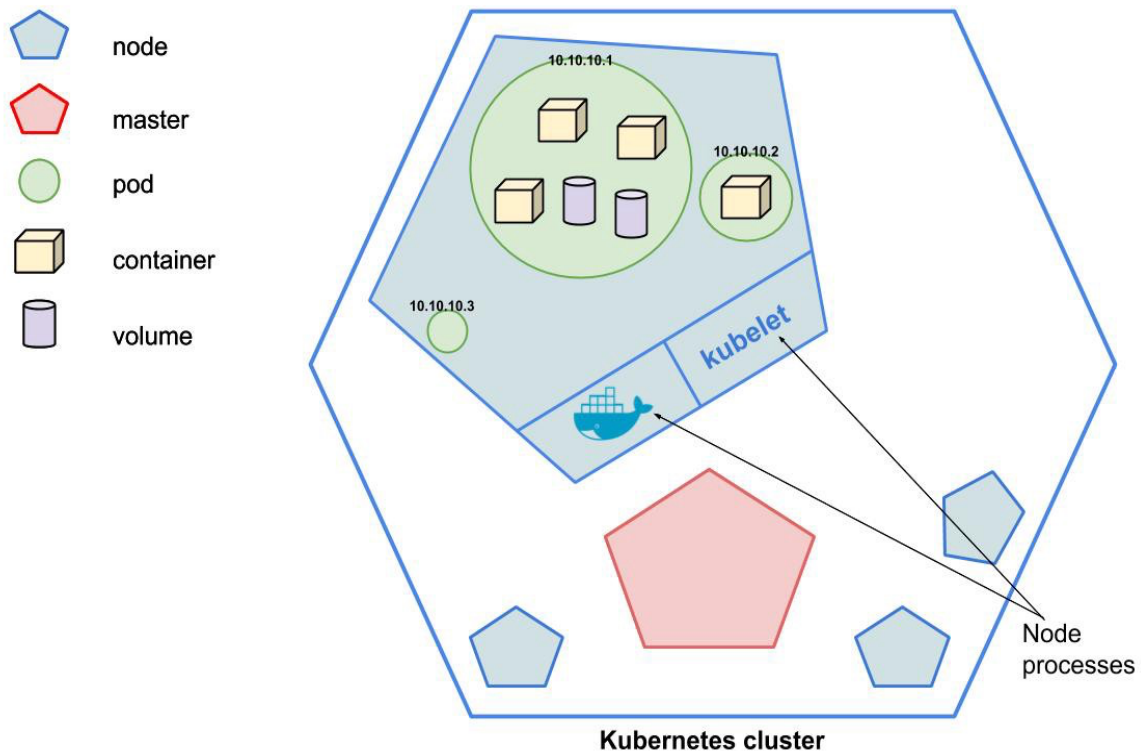 node
master
pod
container
volume
10.10.10.1
10.10.10.2
10.10.10.3
kubelet
Node
processes
Kubernetes cluster